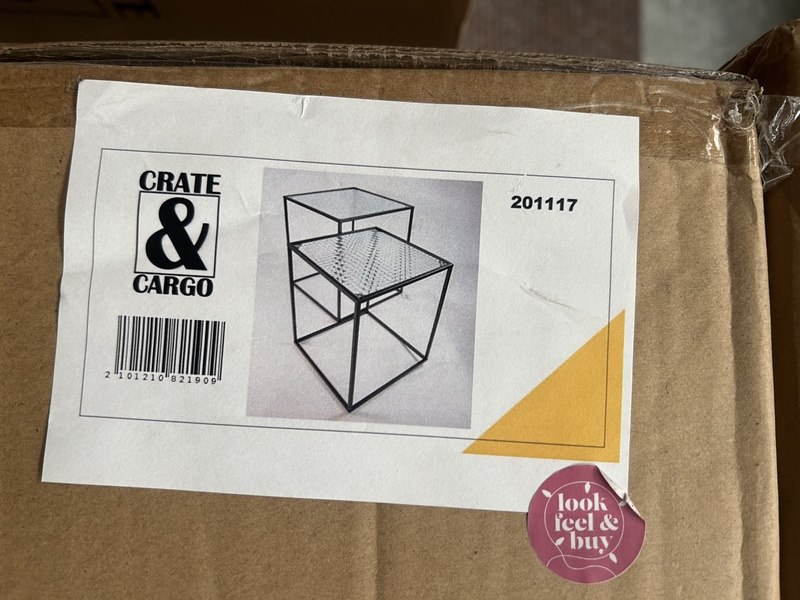 CRATE
&
CARGO
2 101210 821909
201117
look
feel &
buy